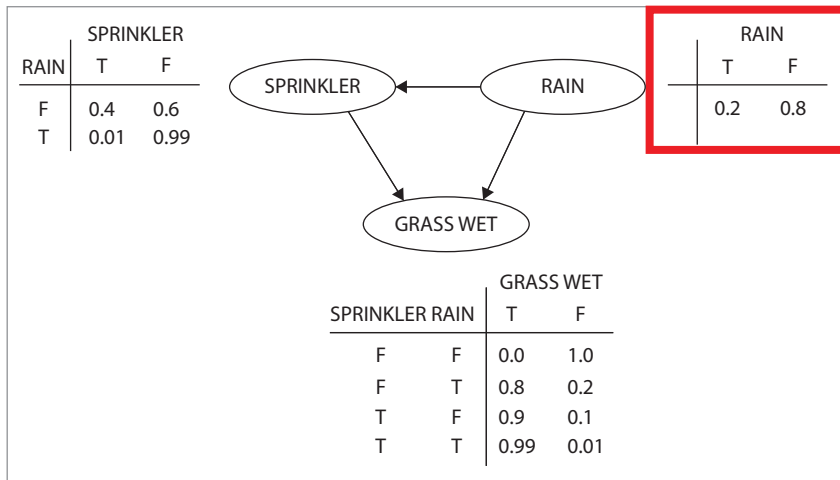 SPRINKLER
RAIN T F
F 0.4 0.6
T 0.01 0.99
SPRINKLER
RAIN
RAIN
T F
0.2 0.8
GRASS WET
GRASS WET
SPRINKLER RAIN T F
F F 0.0 1.0
F T 0.8 0.2
T F 0.9 0.1
T T 0.99 0.01